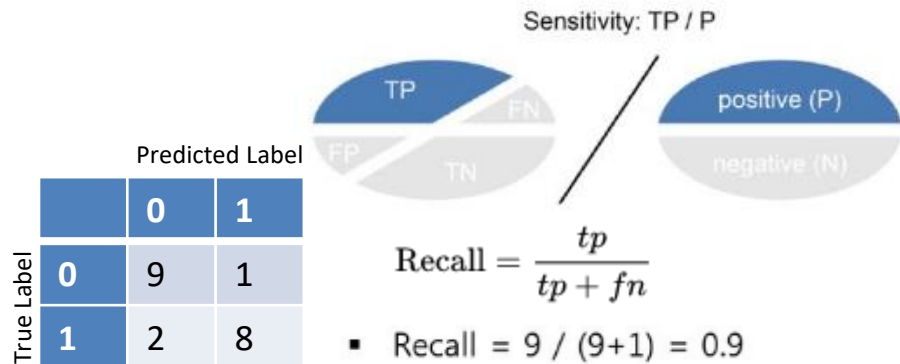 Sensitivity: TP / P
TP
FN
FP
TN
positive (P)
negative (N)
Predicted Label
True Label
0 1
0 9 1
1 2 8
Recall = tp / tp + fn
▪ Recall = 9 / (9+1) = 0.9